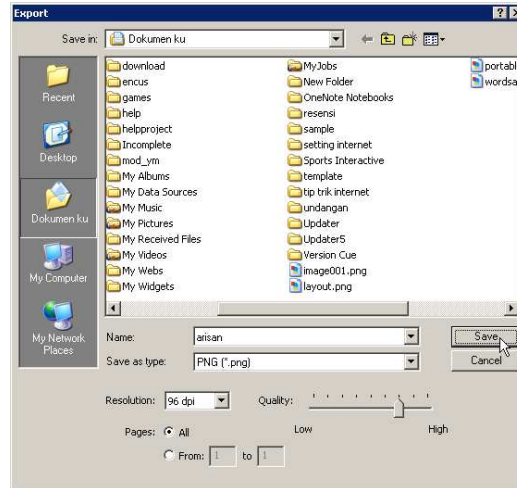 Export
Save in: Dokumen ku
Recent
Desktop
Dokumen ku
My Computer
My Network
Places
download
encus
games
help
helpproject
Incomplete
mod_ym
My Albums
My Data Sources
My Music
My Pictures
My Received Files
My Videos
My Webs
My Widgets
MyJobs
New Folder
OneNote Notebooks
resensi
sample
setting internet
Sports Interactive
template
tip trik internet
undangan
Updater
Updater5
Version Cue
image001.png
layout.png
portabl
wordsa
Name: arisan Save
Save as type: PNG (*.png) Cancel
Resolution: 96 dpi Quality:
Low High
Pages: All
From: 1 to 1